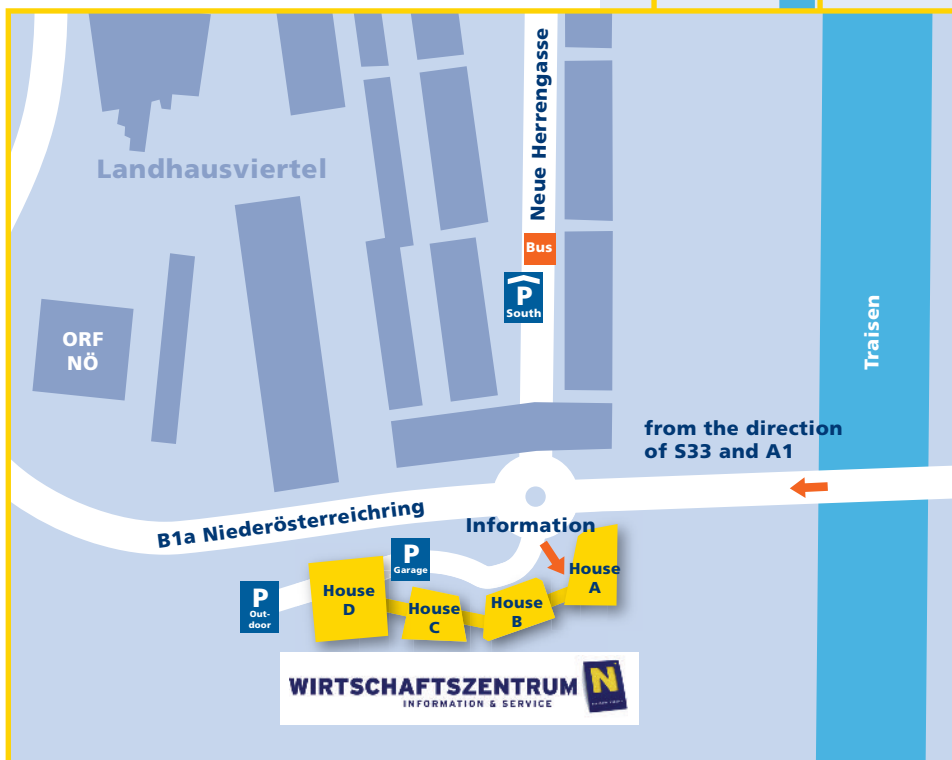 Neue Herrengasse
Landhausviertel
Bus
P
South
ORF
NÖ
Traisen
from the direction
of S33 and A1
B1a Niederösterreichring
Information
P
Garage
House
A
P
Out-
door
House
D
House
C
House
B
WIRTSCHAFTSZENTRUM N
INFORMATION & SERVICE